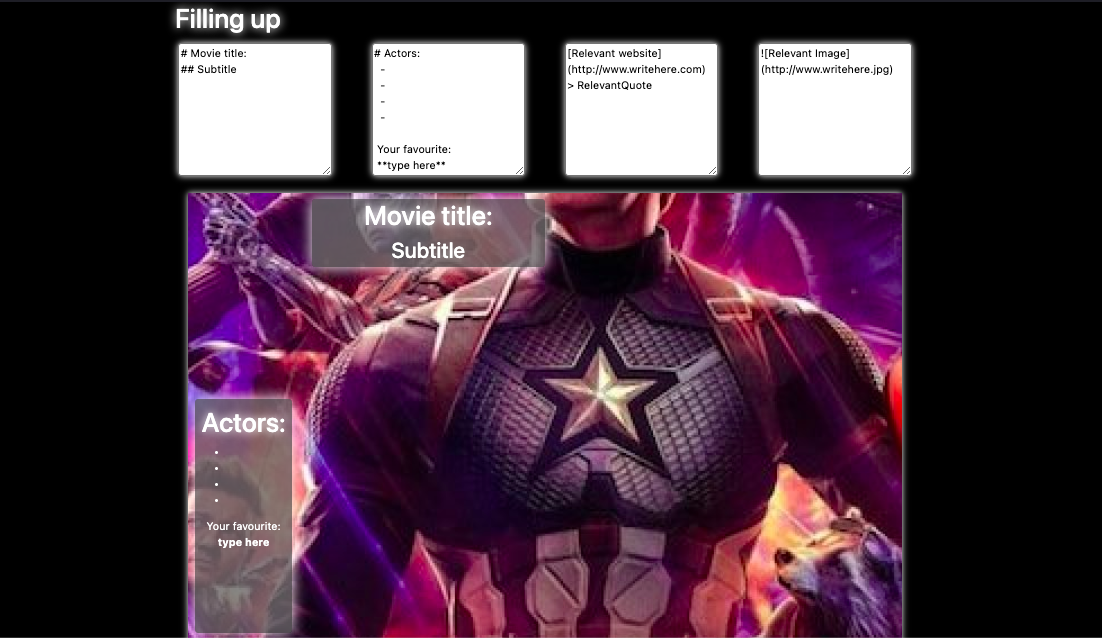 Filling up
# Movie title:
## Subtitle
# Actors:
-
-
-
-
Your favourite:
**type here**
[Relevant website]
(http://www.writehere.com)
> RelevantQuote
![Relevant Image]
(http://www.writehere.jpg)
Movie title:
Subtitle
Actors:
•
•
•
•
Your favourite:
type here